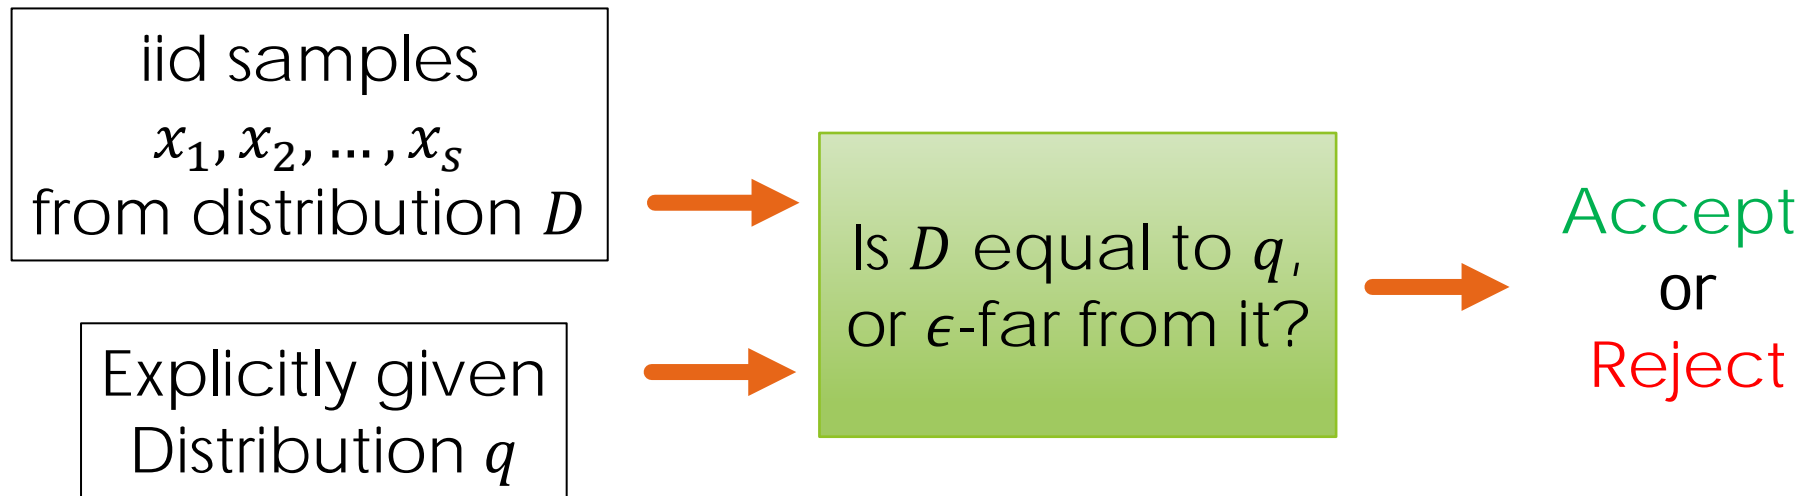 iid samples
x₁, x₂, … , xₛ
from distribution D
Explicitly given
Distribution q
Is D equal to q,
or ϵ-far from it?
Accept
or
Reject